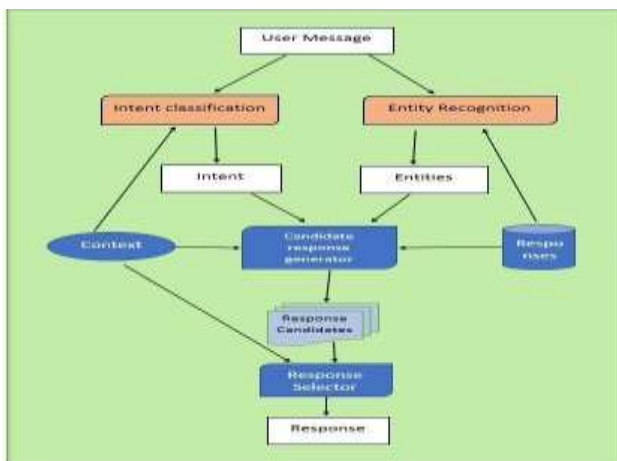 User Message
Intent classification
Entity Recognition
Intent
Entities
Context
Candidate
response
generator
Respo
nses
Response
Candidates
Response
Selector
Response